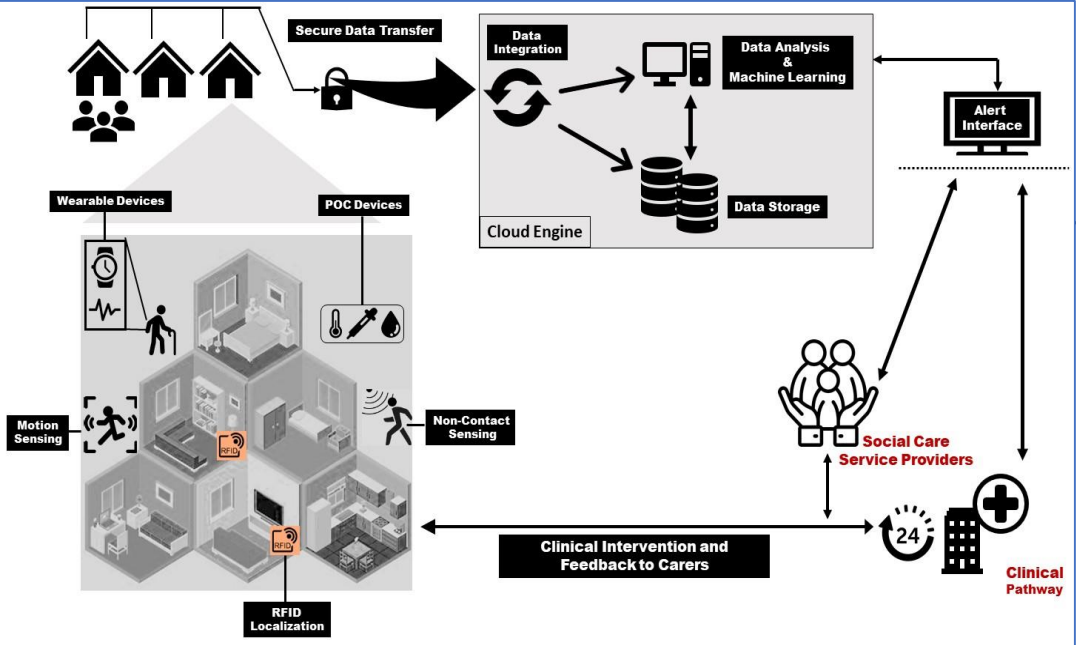 Secure Data Transfer
Data
Integration
Data Analysis
&
Machine Learning
Alert
Interface
Data Storage
Cloud Engine
Wearable Devices
POC Devices
Motion
Sensing
Non-Contact
Sensing
RFID
RFID
RFID
Localization
Social Care
Service Providers
24
Clinical Intervention and
Feedback to Carers
Clinical
Pathway